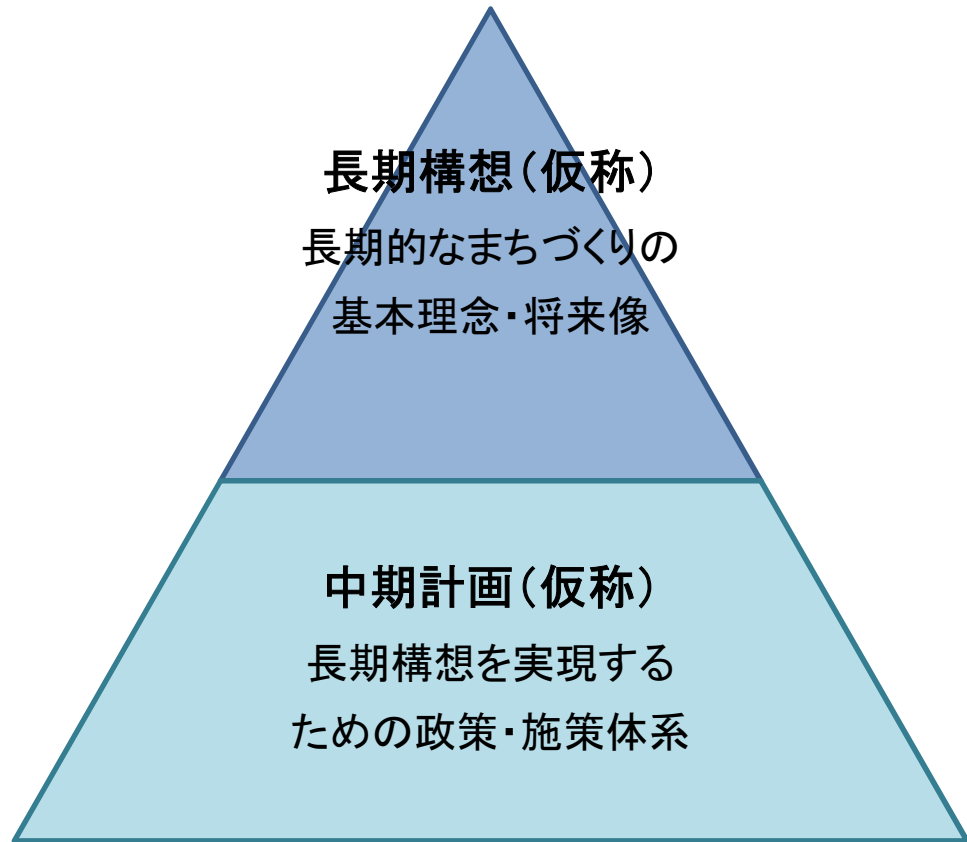 長期構想（仮称）
長期的なまちづくりの
基本理念・将来像
中期計画（仮称）
長期構想を実現する
ための政策・施策体系